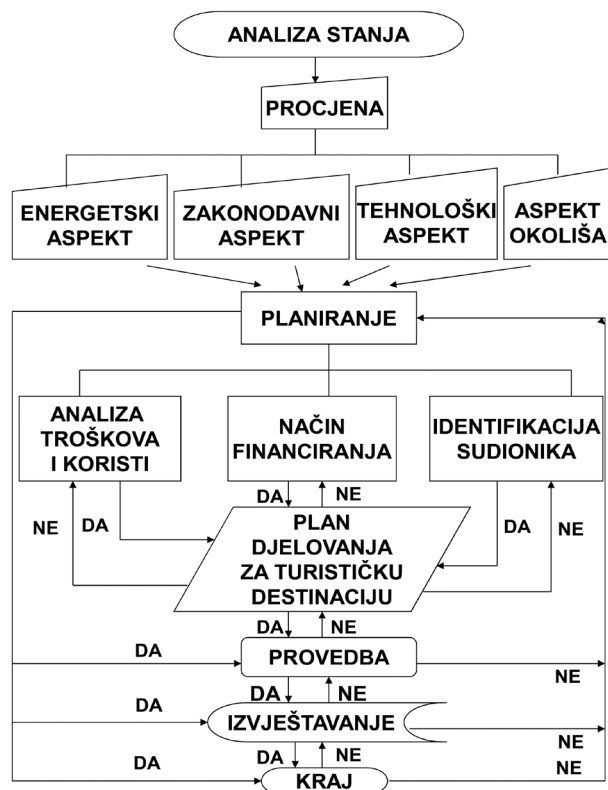 ANALIZA STANJA
PROCJENA
ENERGETSKI
ASPEKT
ZAKONODAVNI
ASPEKT
TEHNOLOŠKI
ASPEKT
ASPEKT
OKOLIŠA
PLANIRANJE
ANALIZA
TROŠKOVA
I KORISTI
NAČIN
FINANCIRANJA
IDENTIFIKACIJA
SUDIONIKA
DA
NE
NE
DA
PLAN
DJELOVANJA
ZA TURISTIČKU
DESTINACIJU
DA
NE
DA
NE
DA
PROVEDBA
NE
DA
NE
DA
IZVJEŠTAVANJE
NE
DA
NE
DA
KRAJ
NE